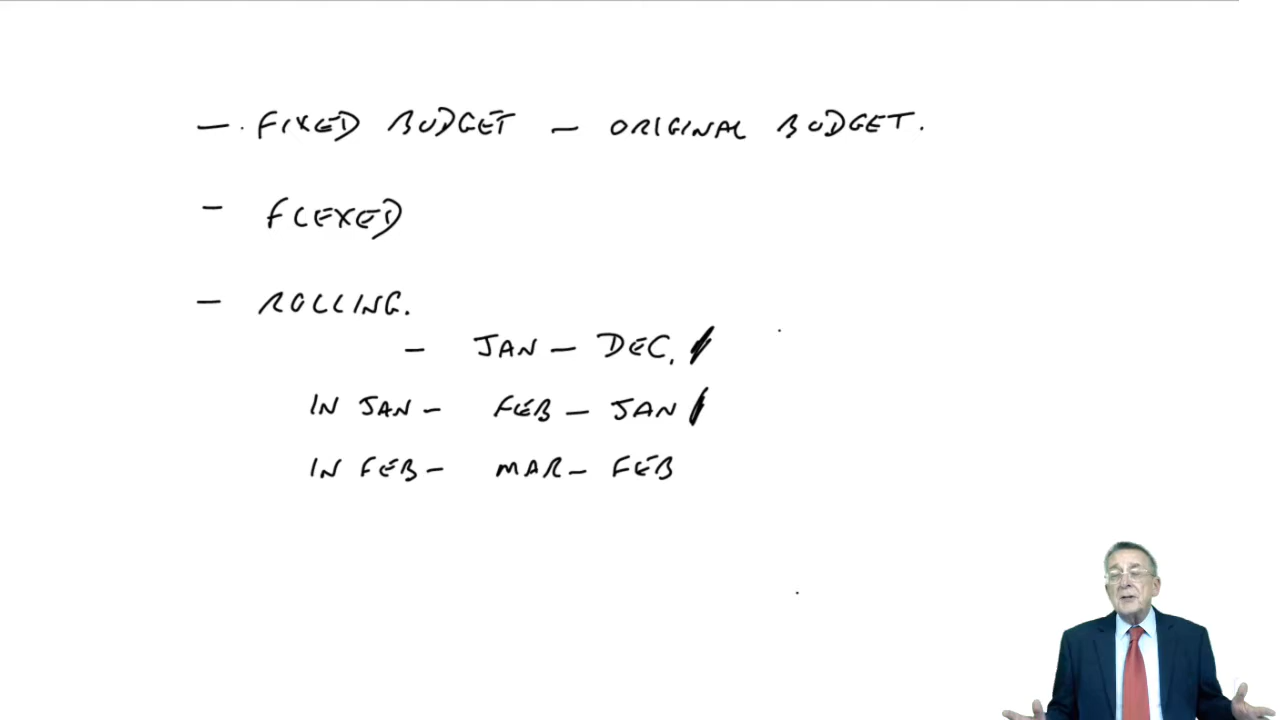 - FIXED BUDGET - ORIGINAL BUDGET.
- FLEXED
- ROLLING.
- JAN - DEC.
IN JAN - FEB - JAN
IN FEB - MAR - FEB